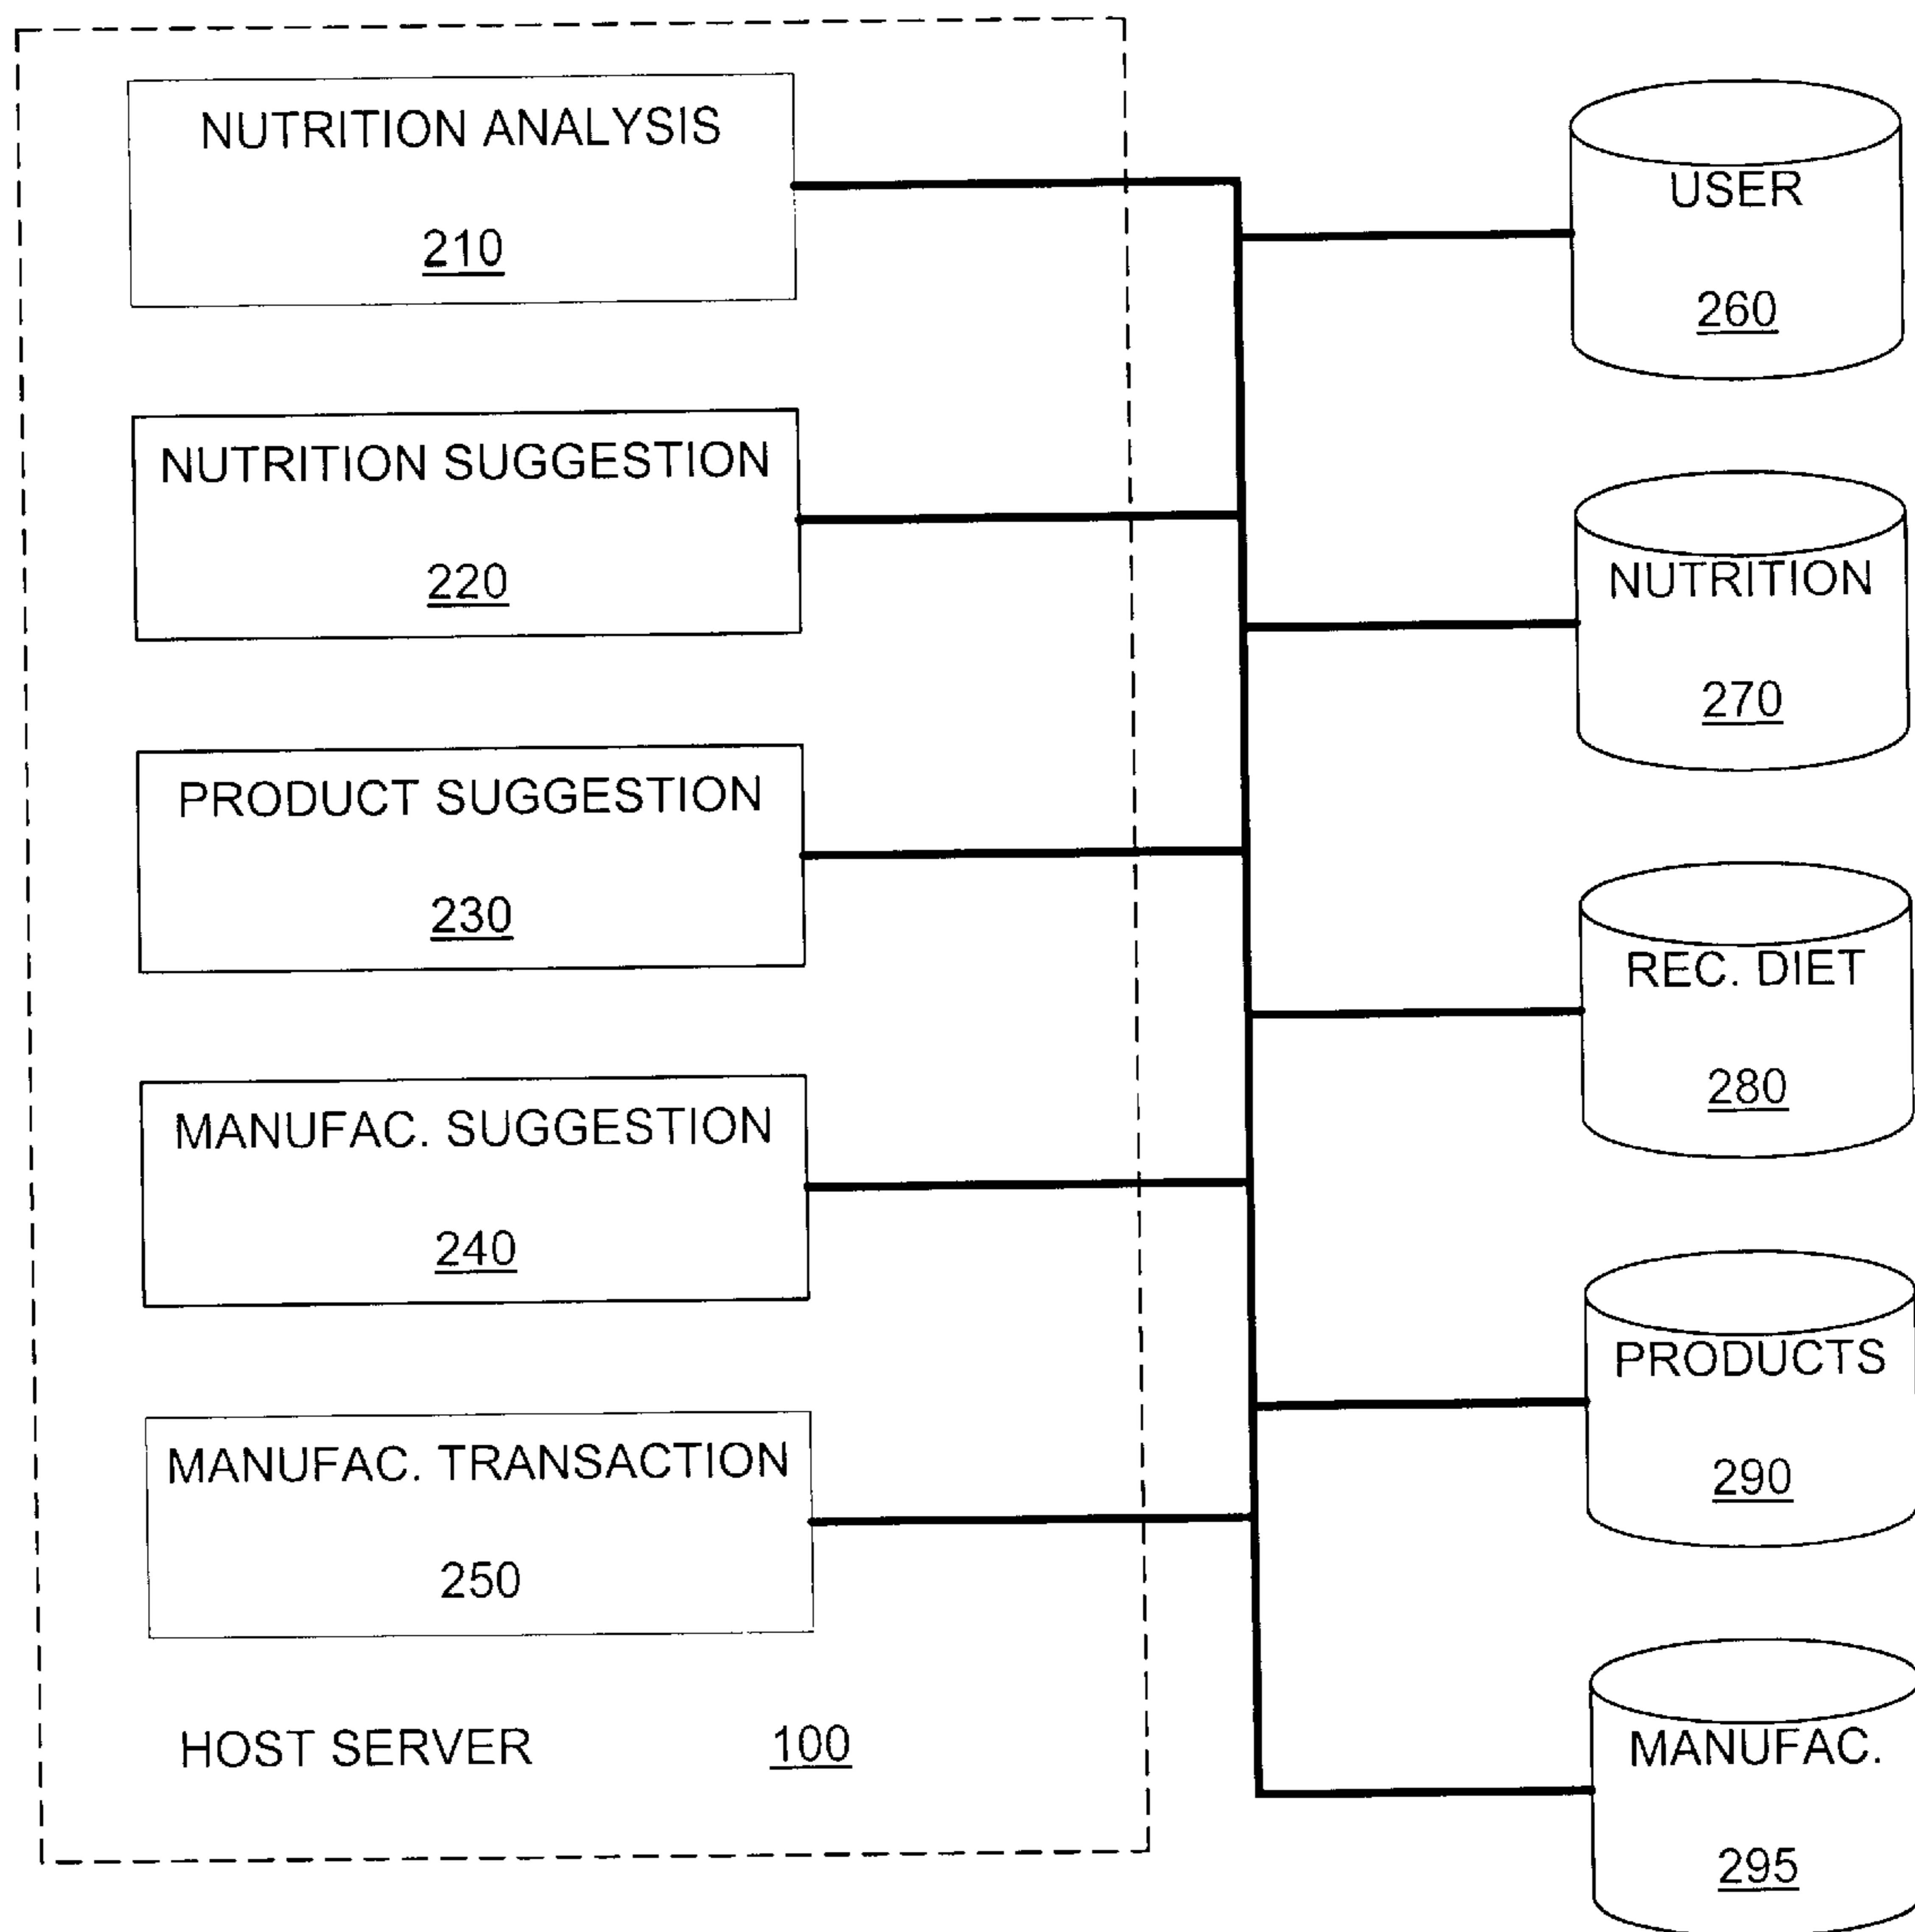 NUTRITION ANALYSIS
210
NUTRITION SUGGESTION
220
PRODUCT SUGGESTION
230
MANUFAC. SUGGESTION
240
MANUFAC. TRANSACTION
250
HOST SERVER 100
USER
260
NUTRITION
270
REC. DIET
280
PRODUCTS
290
MANUFAC.
295